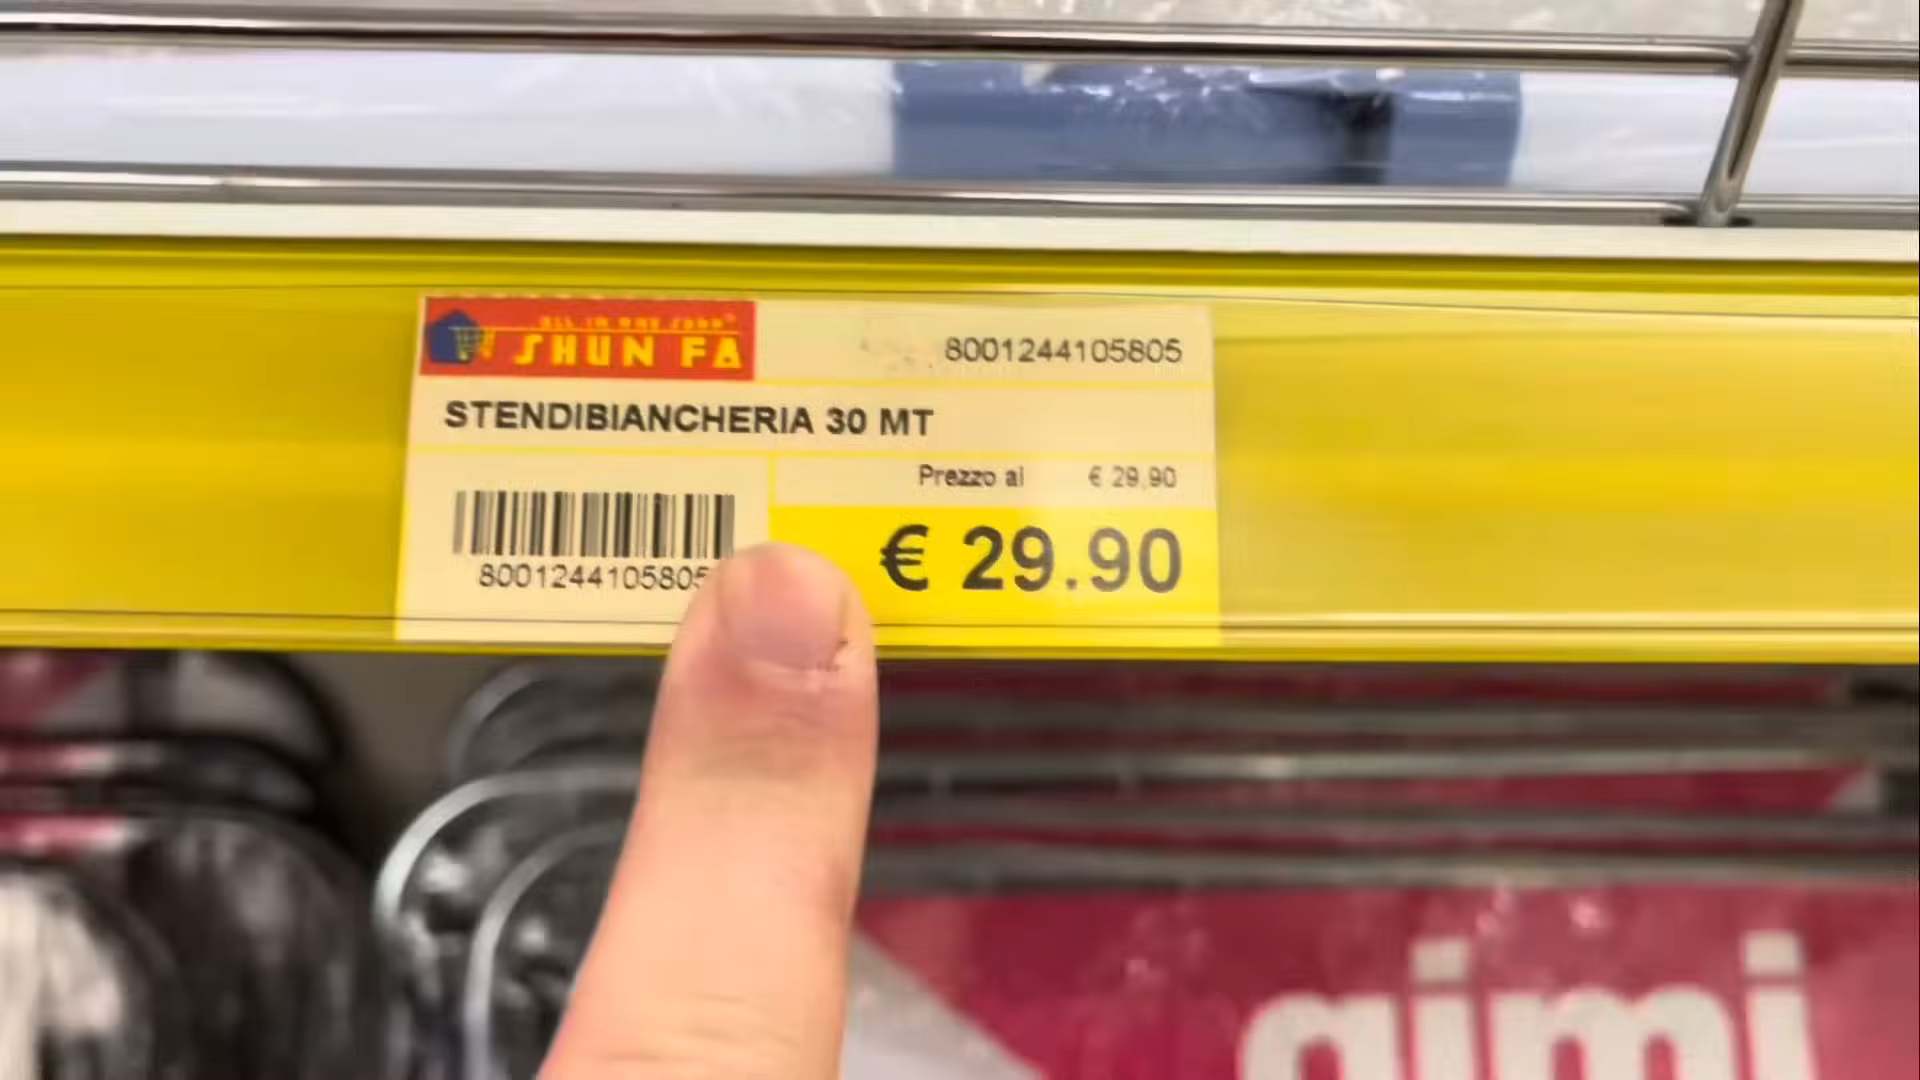 ALL IN ONE SHOP
SHUN FA
8001244105805
STENDIBIANCHERIA 30 MT
Prezzo al € 29,90
8001244105805
€ 29.90
gimi